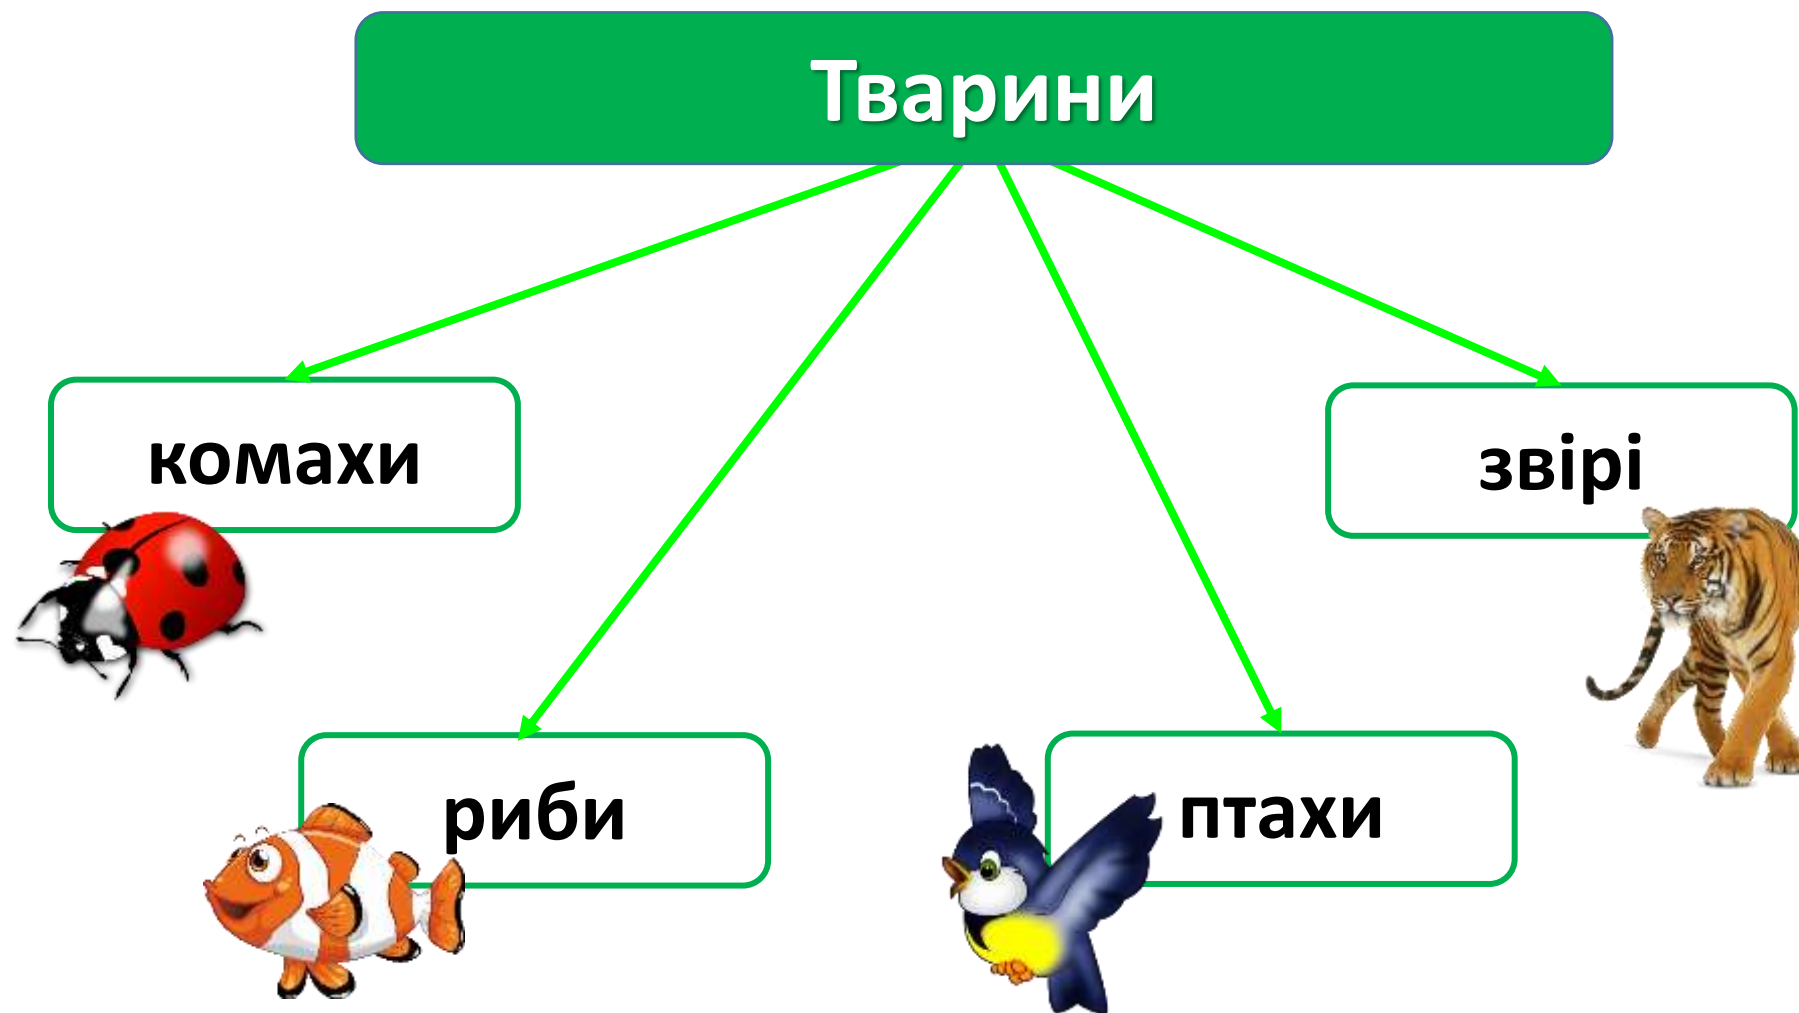 Тварини
комахи
звірі
риби
птахи